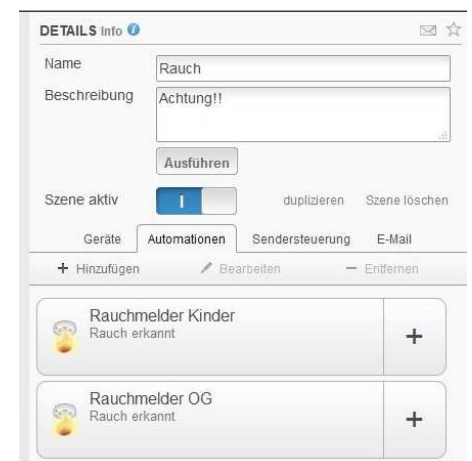 DETAILS Info
Name Rauch
Beschreibung Achtung!!
Ausführen
Szene aktiv duplizieren Szene löschen
Geräte Automationen Sendersteuerung E-Mail
+ Hinzufügen Bearbeiten − Entfernen
Rauchmelder Kinder
Rauch erkannt
+
Rauchmelder OG
Rauch erkannt
+